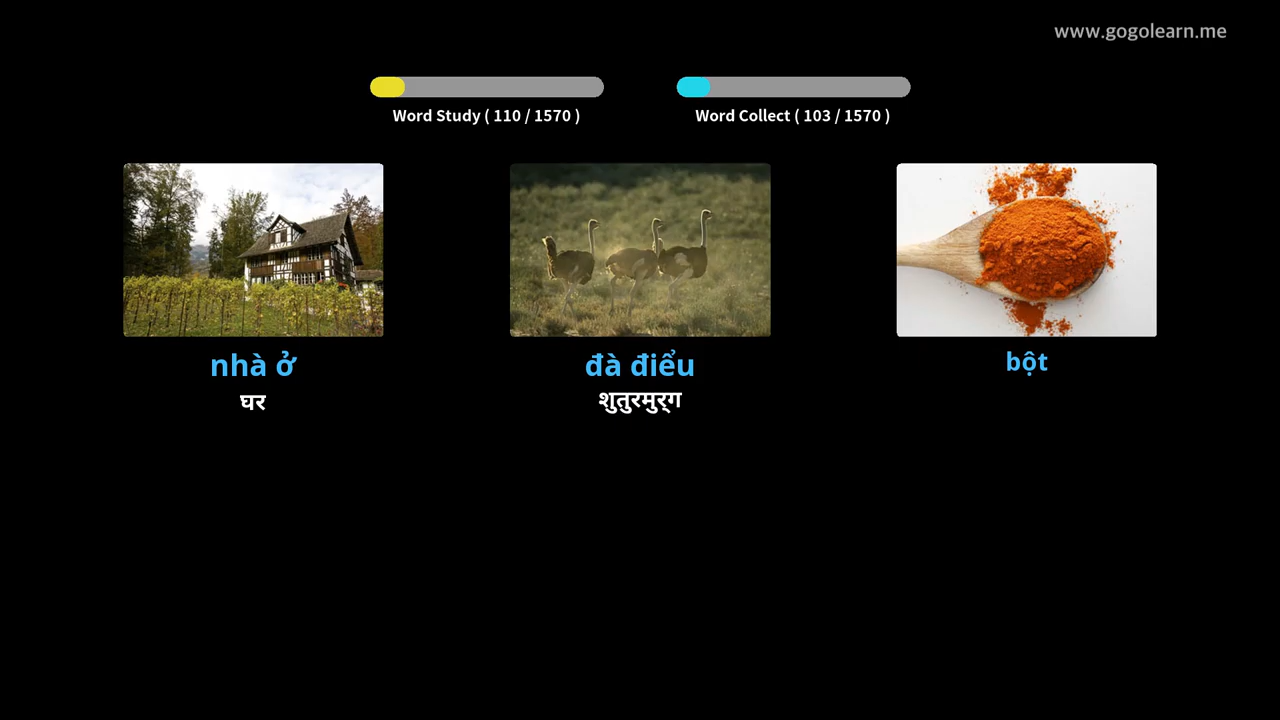 www.gogolearn.me
Word Study ( 110 / 1570 )
Word Collect ( 103 / 1570 )
nhà ở
घर
đà điểu
शुतुरमुर्ग
bột